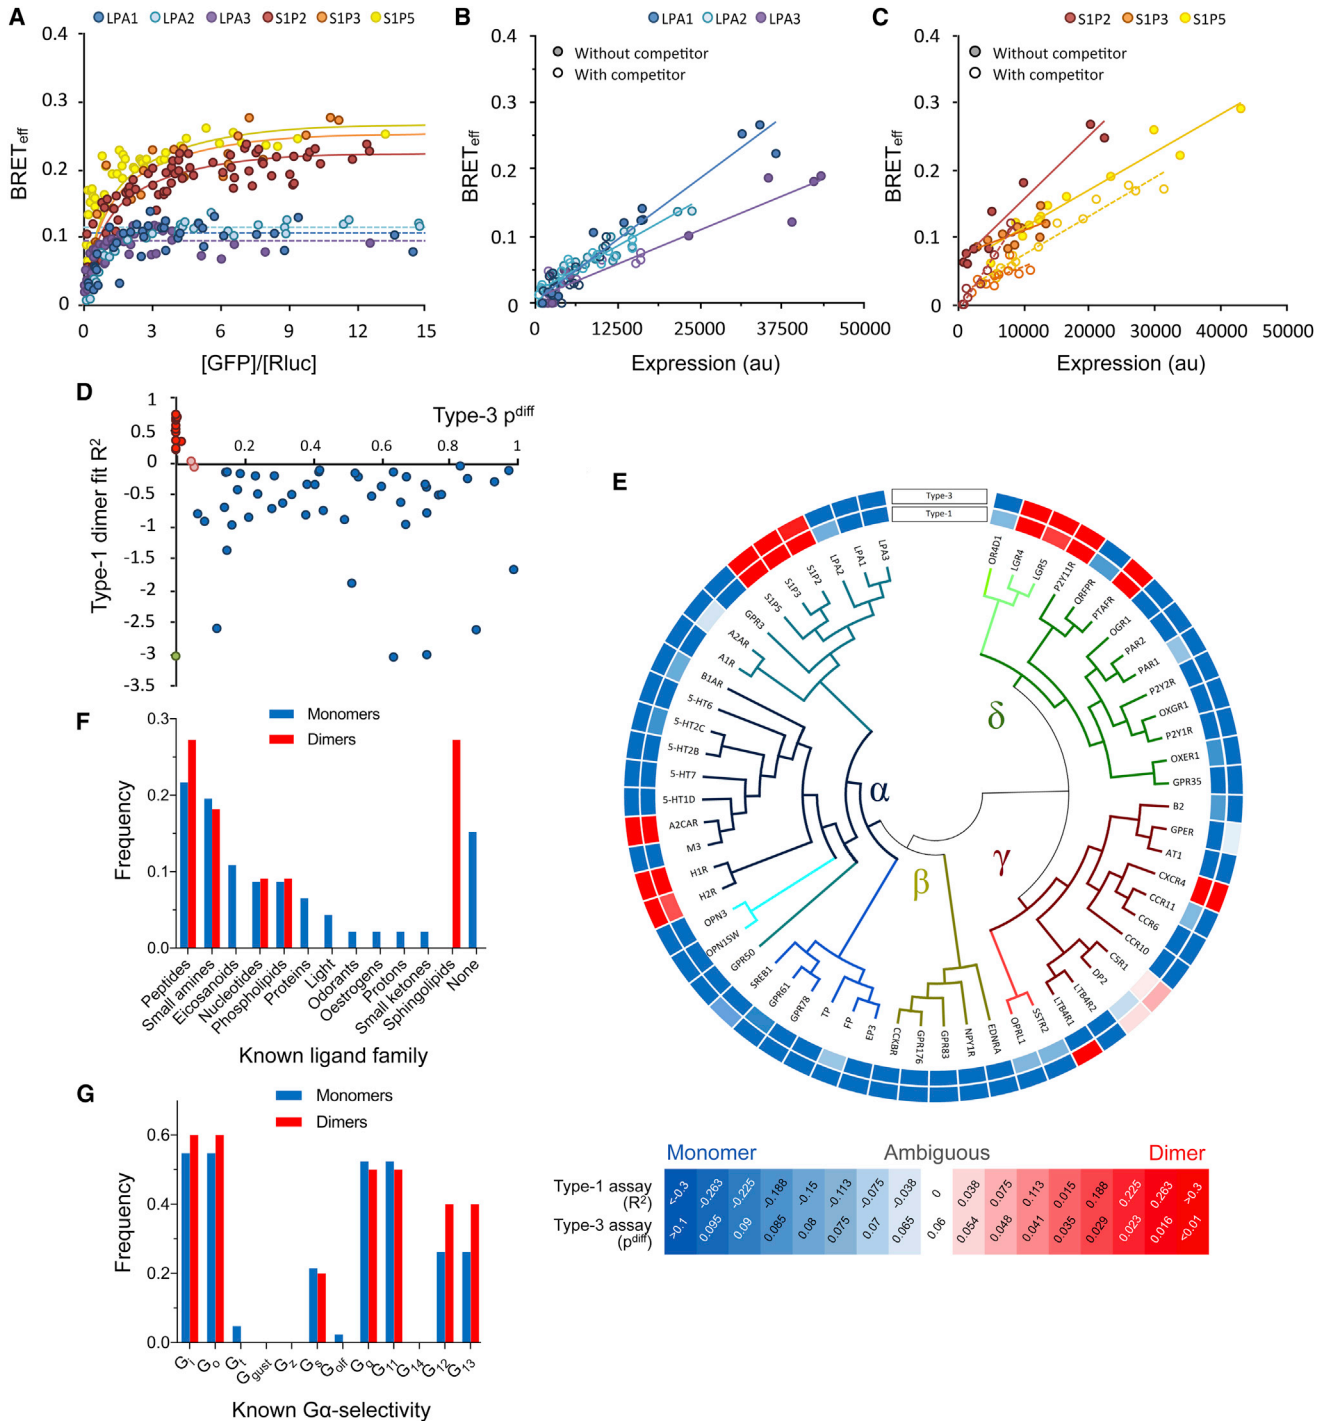 A
LPA1 LPA2 LPA3 S1P2 S1P3 S1P5
0.4
0.3
0.2
0.1
0
BRETeff
0 3 6 9 12 15
[GFP]/[Rluc]
B
LPA1 LPA2 LPA3
Without competitor
With competitor
0.4
0.3
0.2
0.1
0
BRETeff
0 12500 25000 37500 50000
Expression (au)
C
S1P2 S1P3 S1P5
Without competitor
With competitor
0.4
0.3
0.2
0.1
0
BRETeff
0 10000 20000 30000 40000 50000
Expression (au)
D
Type-3 pdiff
1
0.5
0
-0.5
-1
-1.5
-2
-2.5
-3
-3.5
Type-1 dimer fit R2
0.2 0.4 0.6 0.8 1
E
Type-3
Type-1
OR4D1
LGR4
LGR5
P2Y11R
QRFPR
PTAFR
OGR1
PAR2
PAR1
P2Y2R
OXGR1
P2Y1R
OXER1
GPR35
B2
GPER
AT1
CXCR4
CCR11
CCR6
CCR10
C5R1
DP2
LTB4R2
LTB4R1
SSTR2
OPRL1
EDNRA
NPY1R
GPR83
GPR176
CCKBR
EP3
FP
TP
GPR78
GPR61
SREB1
GPR50
OPN1SW
OPN3
H2R
H1R
M3
A2CAR
5-HT1D
5-HT7
5-HT2B
5-HT2C
5-HT6
B1AR
A1R
A2AR
GPR3
S1P5
S1P3
S1P2
LPA2
LPA1
LPA3
α
β
γ
δ
Monomer Ambiguous Dimer
Type-1 assay (R2)
<-0.3 -0.263 -0.225 -0.188 -0.15 -0.113 -0.075 -0.038 0 0.038 0.075 0.113 0.015 0.188 0.225 0.263 >0.3
Type-3 assay (pdiff)
>0.1 0.095 0.09 0.085 0.08 0.075 0.07 0.065 0.06 0.054 0.048 0.041 0.035 0.029 0.023 0.016 <0.01
F
Monomers
Dimers
0.3
0.2
0.1
0.0
Frequency
Peptides
Small amines
Eicosanoids
Nucleotides
Phospholipids
Proteins
Light
Odorants
Oestrogens
Protons
Small ketones
Sphingolipids
None
Known ligand family
G
Monomers
Dimers
0.6
0.4
0.2
0.0
Frequency
Gi Go Gt Ggust Gz Gs Golf Gq G11 G14 G12 G13
Known Gα-selectivity